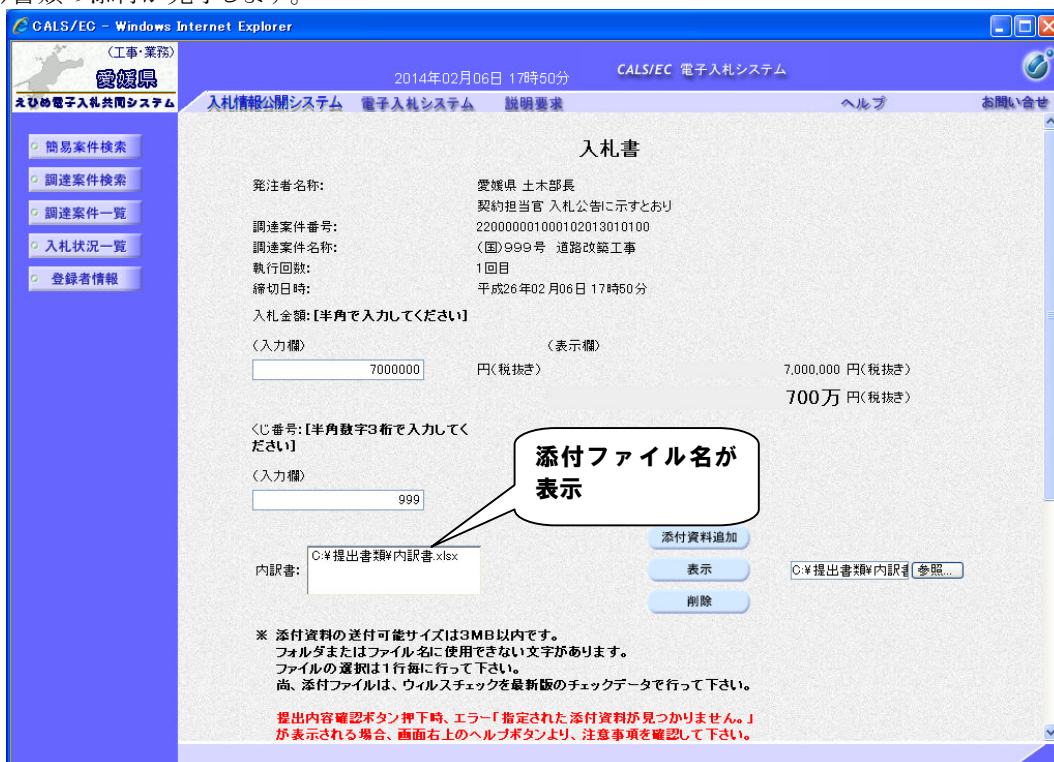 書類の添付が完了します。
CALS/EC - Windows Internet Explorer
(工事・業務)
愛媛県
えひめ電子入札共同システム
2014年02月06日 17時50分
CALS/EC 電子入札システム
入札情報公開システム 電子入札システム 説明要求 ヘルプ お問い合せ
簡易案件検索
調達案件検索
調達案件一覧
入札状況一覧
登録者情報
入札書
発注者名称: 愛媛県 土木部長
契約担当官 入札公告に示すとおり
調達案件番号: 2200000010001020130101​00
調達案件名称: (国)999号 道路改築工事
執行回数: 1回目
締切日時: 平成26年02月06日 17時50分
入札金額:[半角で入力してください]
(入力欄) (表示欄)
7000000 円(税抜き) 7,000,000 円(税抜き)
700万 円(税抜き)
くじ番号:[半角数字3桁で入力してく
ださい]
(入力欄)
999
添付ファイル名が
表示
添付資料追加
内訳書: C:¥提出書類¥内訳書.xlsx 表示 C:¥提出書類¥内訳書 参照...
削除
※ 添付資料の送付可能サイズは3MB以内です。
フォルダまたはファイル名に使用できない文字があります。
ファイルの選択は1行毎に行って下さい。
尚、添付ファイルは、ウィルスチェックを最新版のチェックデータで行って下さい。
提出内容確認ボタン押下時、エラー「指定された添付資料が見つかりません。」
が表示される場合、画面右上のヘルプボタンより、注意事項を確認して下さい。